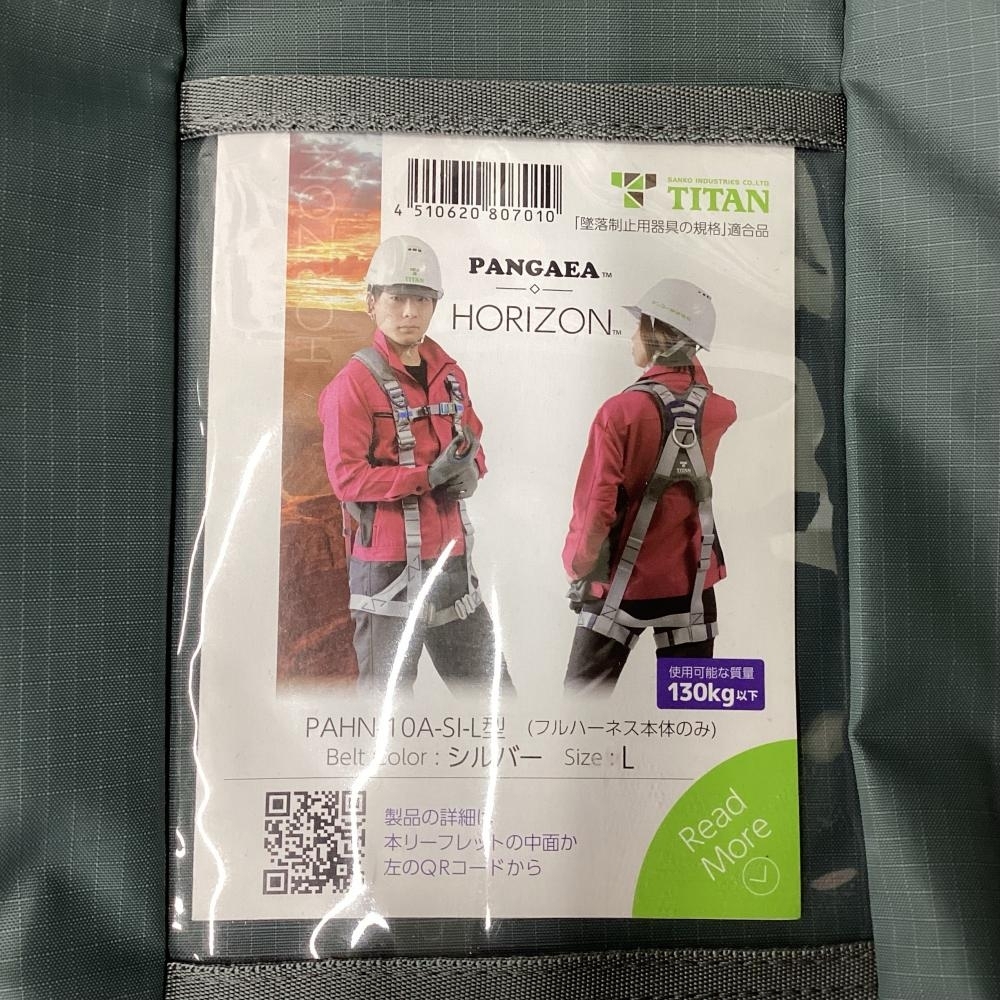 4 510620 807010
SANKO INDUSTRIES CO.,LTD
TITAN
「墜落制止用器具の規格」適合品
PANGAEA™
HORIZON™
HORIZON
TITAN
TITAN
使用可能な質量
130kg以下
PAHN-10A-SI-L型 (フルハーネス本体のみ)
Belt Color : シルバー Size : L
製品の詳細は
本リーフレットの中面か
左のQRコードから
Read
More